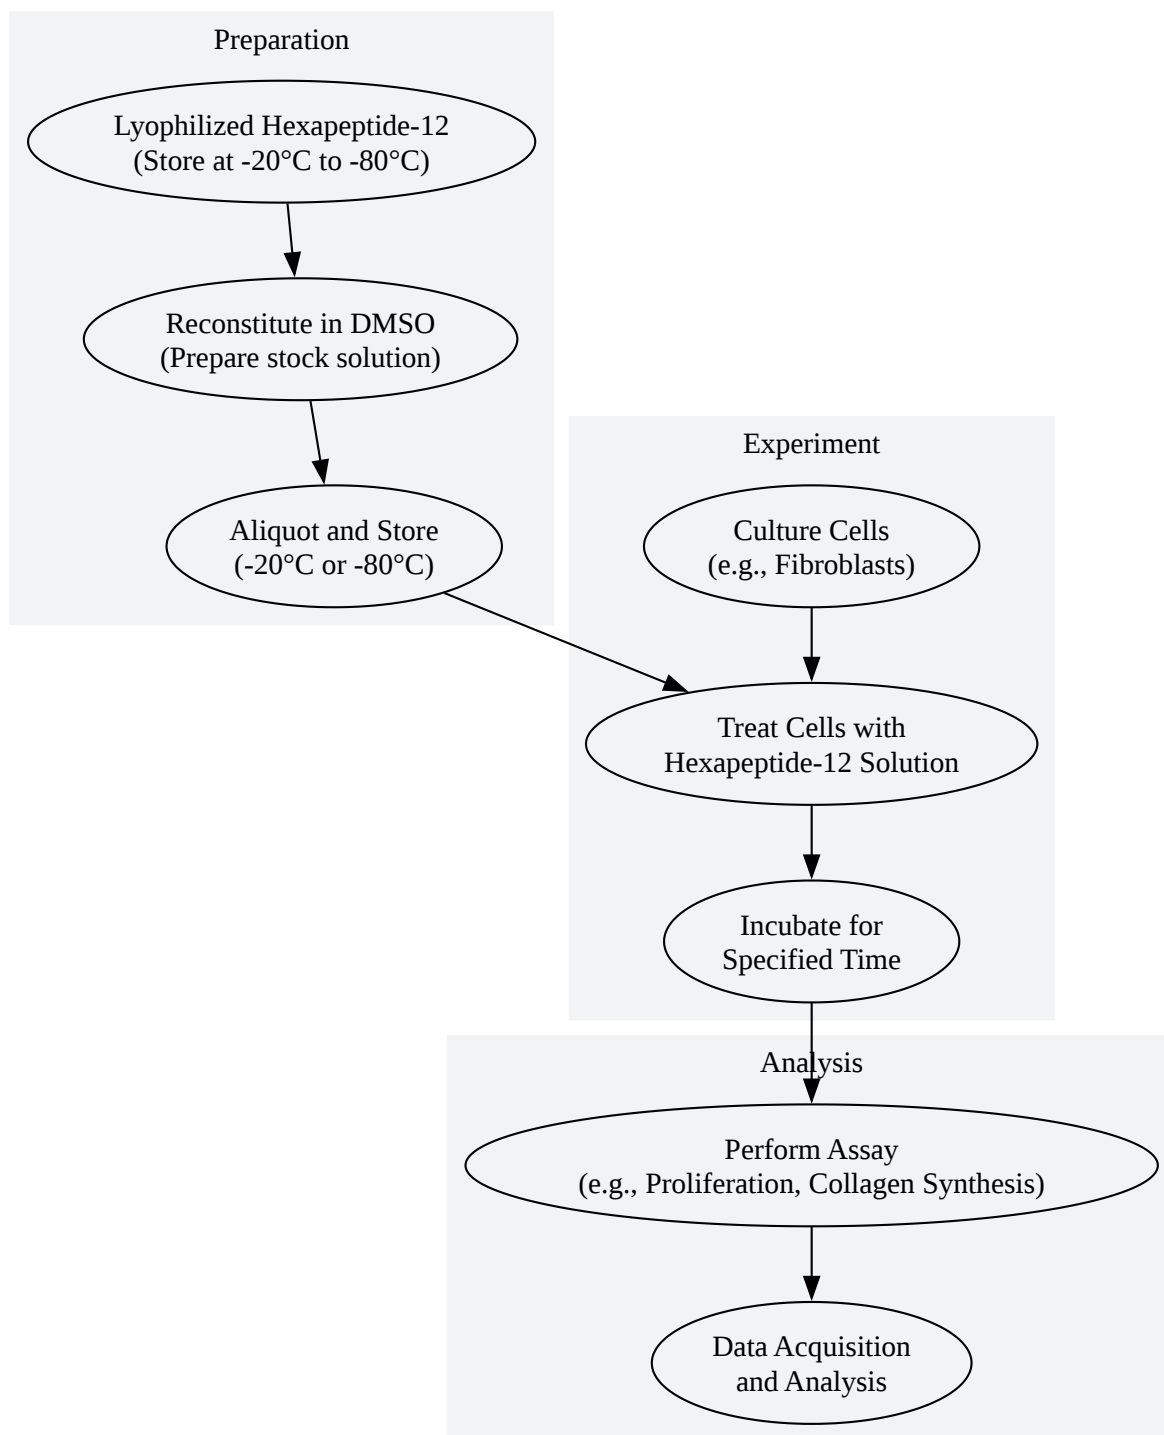 Preparation
Lyophilized Hexapeptide-12
(Store at -20°C to -80°C)
Reconstitute in DMSO
(Prepare stock solution)
Aliquot and Store
(-20°C or -80°C)
Experiment
Culture Cells
(e.g., Fibroblasts)
Treat Cells with
Hexapeptide-12 Solution
Incubate for
Specified Time
Analysis
Perform Assay
(e.g., Proliferation, Collagen Synthesis)
Data Acquisition
and Analysis